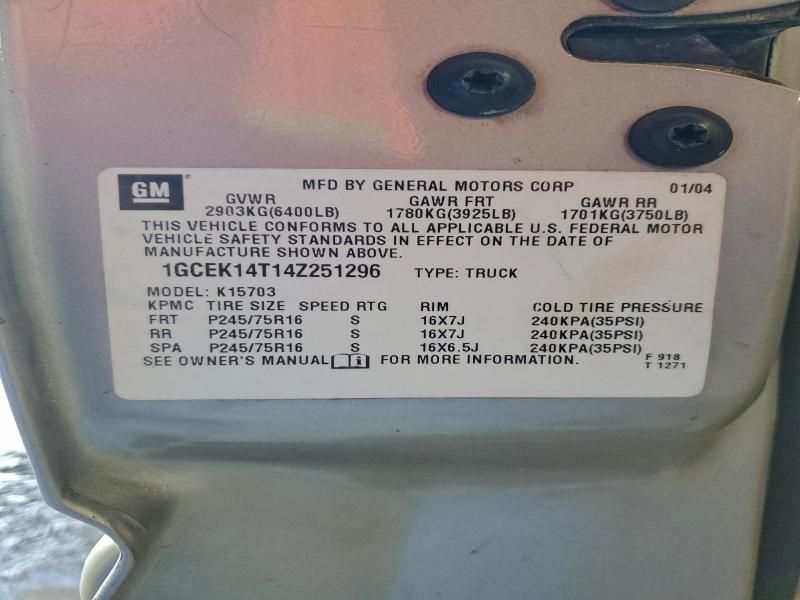 GM
MFD BY GENERAL MOTORS CORP 01/04
GVWR GAWR FRT GAWR RR
2903KG(6400LB) 1780KG(3925LB) 1701KG(3750LB)
THIS VEHICLE CONFORMS TO ALL APPLICABLE U.S. FEDERAL MOTOR
VEHICLE SAFETY STANDARDS IN EFFECT ON THE DATE OF
MANUFACTURE SHOWN ABOVE.
1GCEK14T14Z251296 TYPE: TRUCK
MODEL: K15703
KPMC TIRE SIZE SPEED RTG RIM COLD TIRE PRESSURE
FRT P245/75R16 S 16X7J 240KPA(35PSI)
RR P245/75R16 S 16X7J 240KPA(35PSI)
SPA P245/75R16 S 16X6.5J 240KPA(35PSI)
SEE OWNER'S MANUAL i FOR MORE INFORMATION.
F 918
T 1271